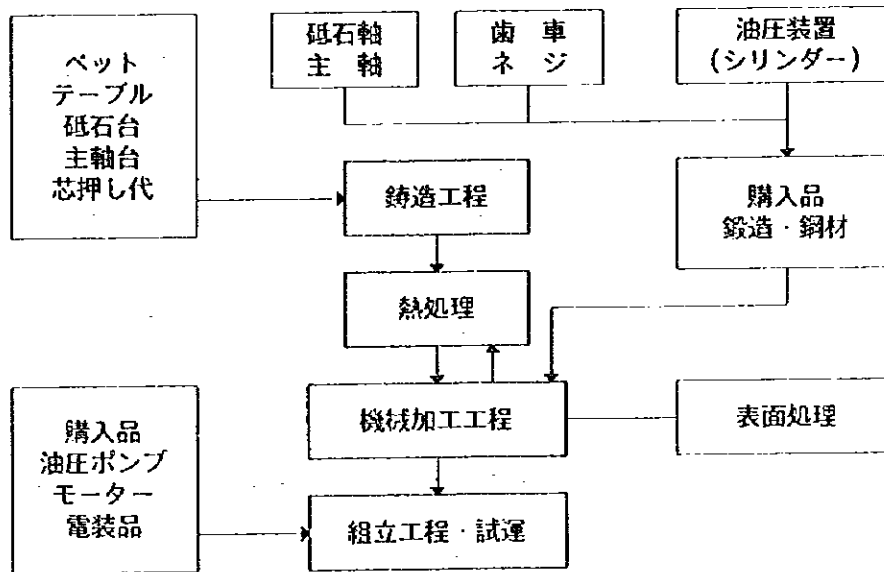 ベット
テーブル
砥石台
主軸台
芯押し代
砥石軸
主 軸
歯 車
ネ ジ
油圧装置
(シリンダー)
鋳造工程
購入品
鍛造・鋼材
熱処理
機械加工工程
表面処理
購入品
油圧ポンプ
モーター
電装品
組立工程・試運